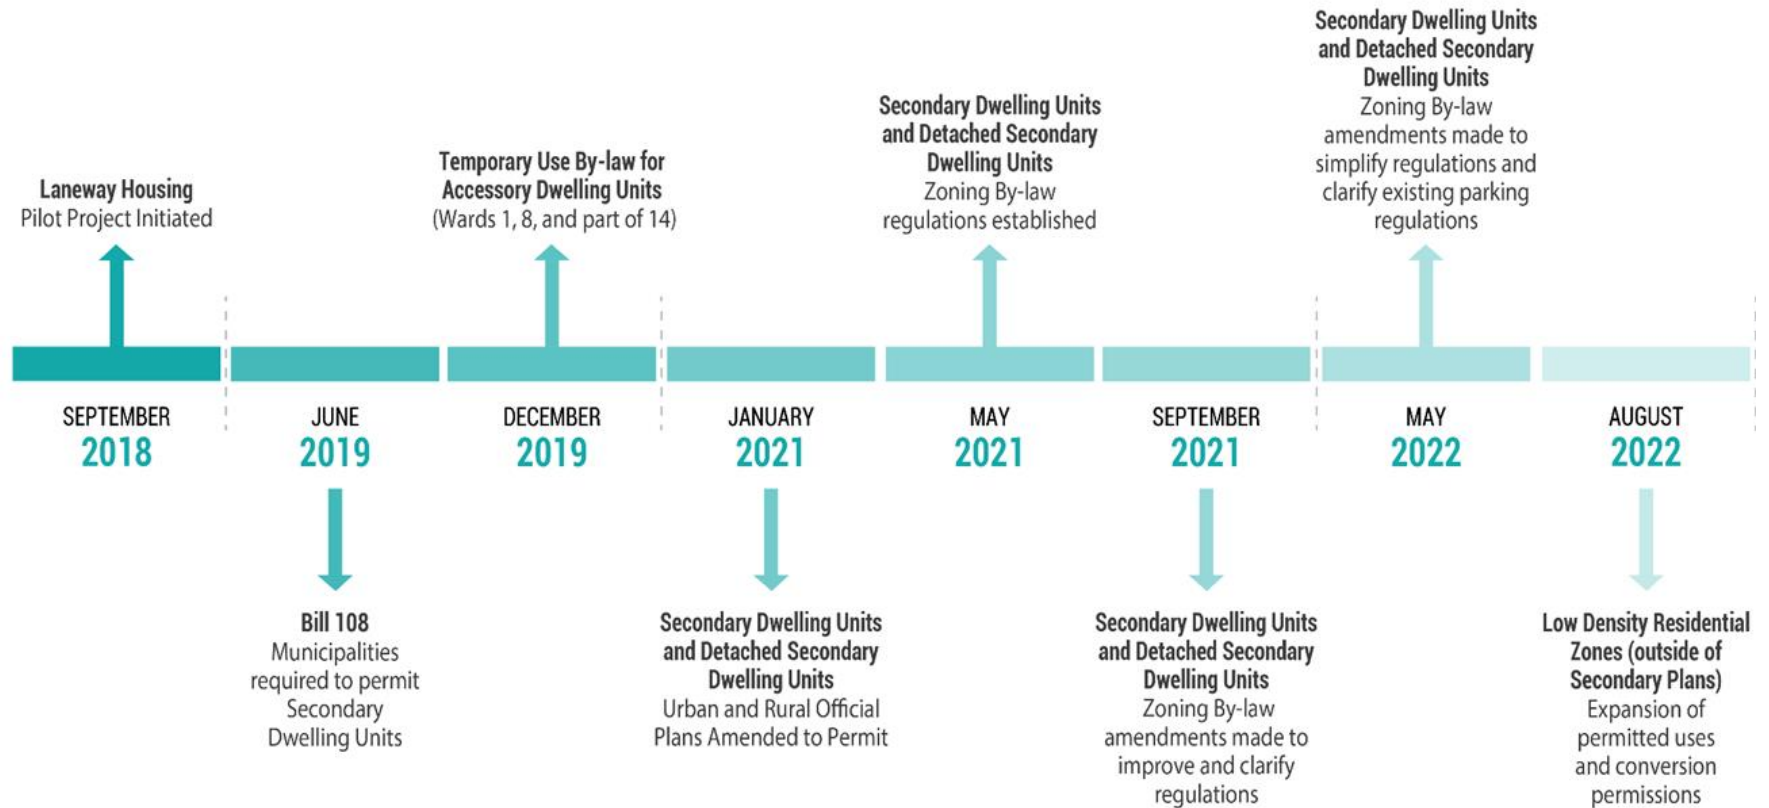 Laneway Housing
Pilot Project Initiated
Temporary Use By-law for
Accessory Dwelling Units
(Wards 1, 8, and part of 14)
Secondary Dwelling Units
and Detached Secondary
Dwelling Units
Zoning By-law
regulations established
Secondary Dwelling Units
and Detached Secondary
Dwelling Units
Zoning By-law
amendments made to
simplify regulations and
clarify existing parking
regulations
SEPTEMBER
2018
JUNE
2019
DECEMBER
2019
JANUARY
2021
MAY
2021
SEPTEMBER
2021
MAY
2022
AUGUST
2022
Bill 108
Municipalities
required to permit
Secondary
Dwelling Units
Secondary Dwelling Units
and Detached Secondary
Dwelling Units
Urban and Rural Official
Plans Amended to Permit
Secondary Dwelling Units
and Detached Secondary
Dwelling Units
Zoning By-law
amendments made to
improve and clarify
regulations
Low Density Residential
Zones (outside of
Secondary Plans)
Expansion of
permitted uses
and conversion
permissions